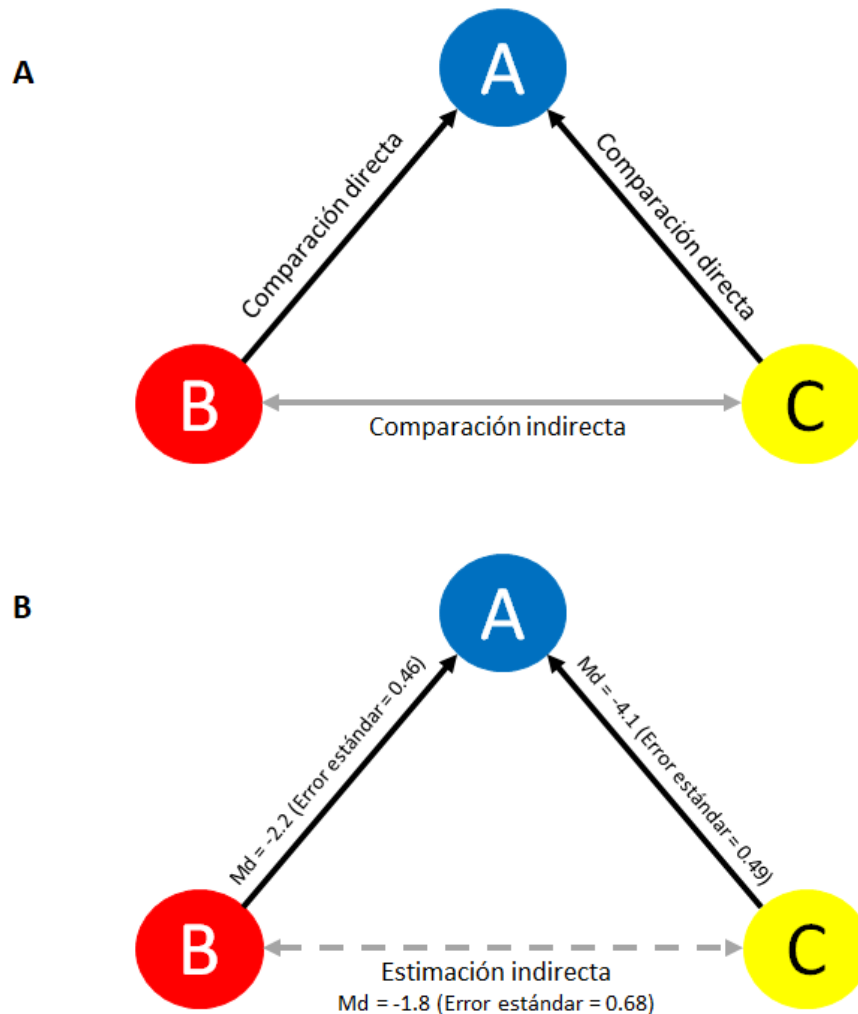 A
A
Comparación directa
Comparación directa
B
C
Comparación indirecta
B
A
Md = -2.2 (Error estándar = 0.46)
Md = -4.1 (Error estándar = 0.49)
B
C
Estimación indirecta
Md = -1.8 (Error estándar = 0.68)